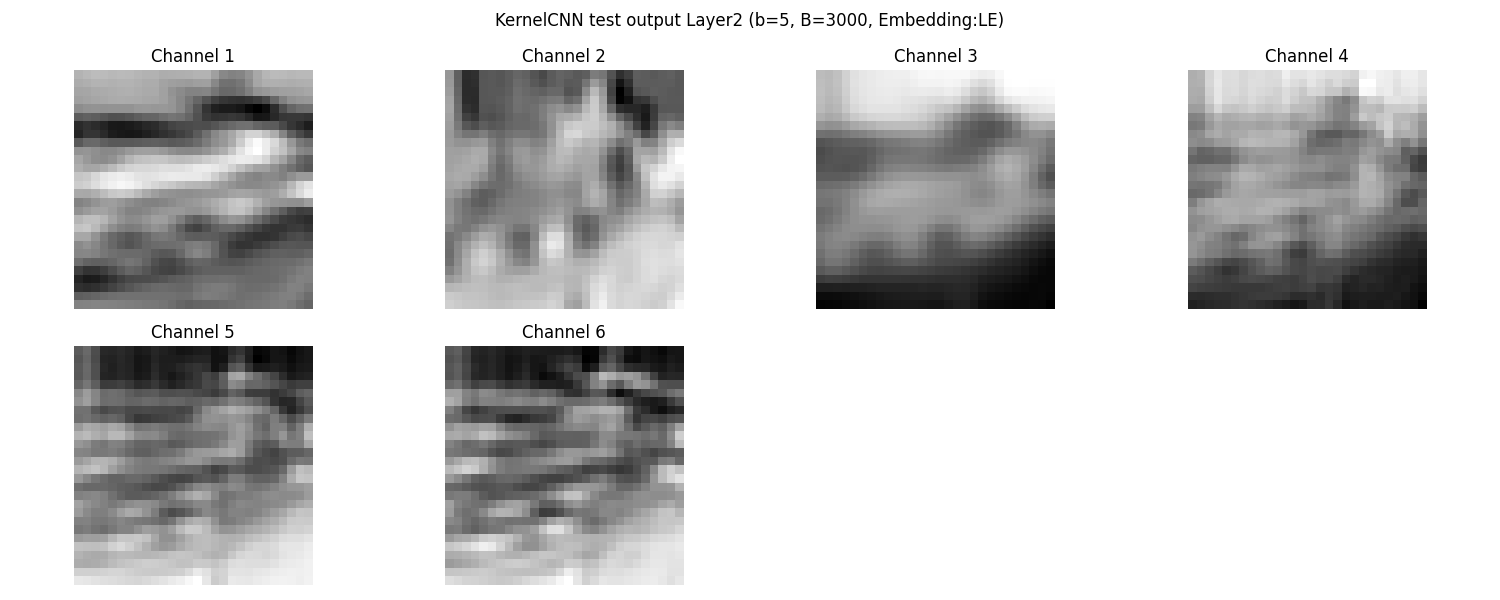 KernelCNN test output Layer2 (b=5, B=3000, Embedding:LE)
Channel 1
Channel 2
Channel 3
Channel 4
Channel 5
Channel 6